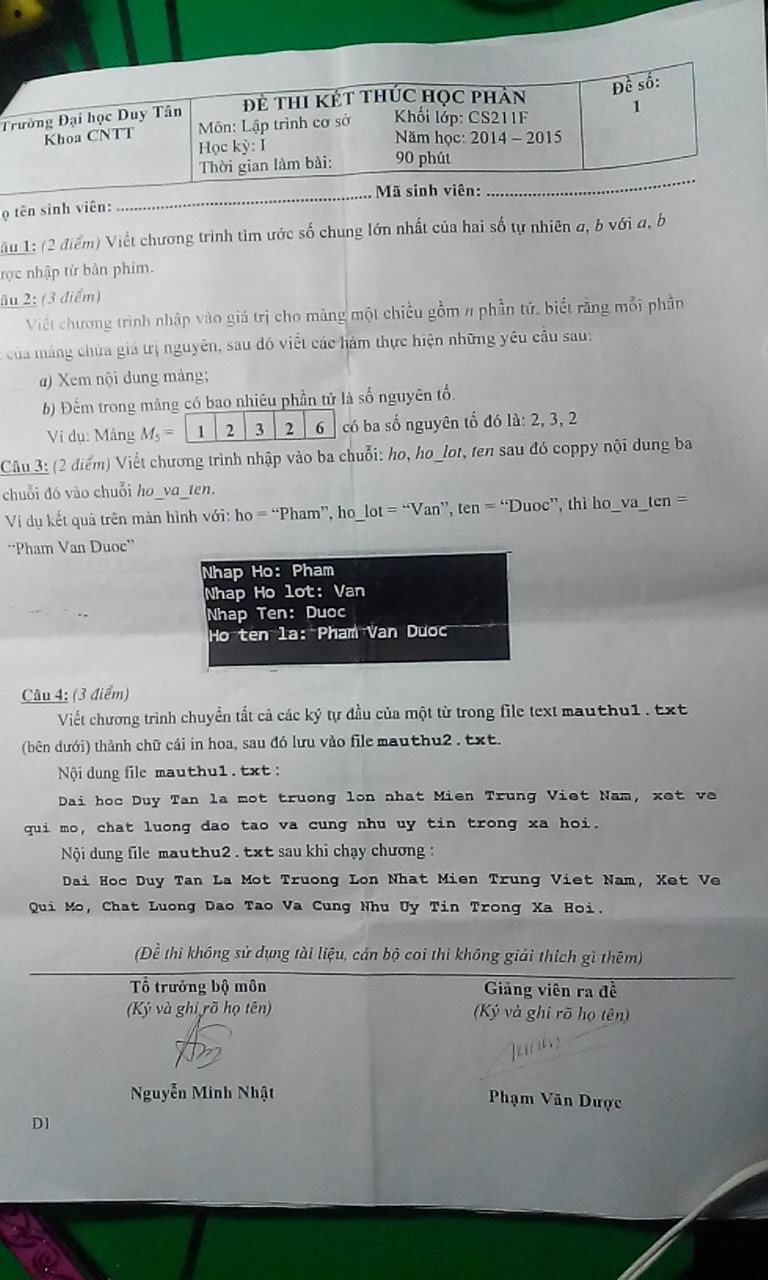 Trường Đại học Duy Tân
Khoa CNTT
ĐỀ THI KẾT THÚC HỌC PHẦN
Môn: Lập trình cơ sở Khối lớp: CS211F
Học kỳ: I Năm học: 2014 – 2015
Thời gian làm bài: 90 phút
Đề số:
1
ọ tên sinh viên: Mã sinh viên:
âu 1: (2 điểm) Viết chương trình tìm ước số chung lớn nhất của hai số tự nhiên a, b với a, b
ược nhập từ bàn phím.
âu 2: (3 điểm)
Viết chương trình nhập vào giá trị cho mảng một chiều gồm n phần tử, biết rằng mỗi phần
của mảng chứa giá trị nguyên, sau đó viết các hàm thực hiện những yêu cầu sau:
a) Xem nội dung mảng;
b) Đếm trong mảng có bao nhiêu phần tử là số nguyên tố.
Ví dụ: Mảng M5 = 1 2 3 2 6 có ba số nguyên tố đó là: 2, 3, 2
Câu 3: (2 điểm) Viết chương trình nhập vào ba chuỗi: ho, ho_lot, ten sau đó coppy nội dung ba
chuỗi đó vào chuỗi ho_va_ten.
Ví dụ kết quả trên màn hình với: ho = “Pham”, ho_lot = “Van”, ten = “Duoc”, thì ho_va_ten =
“Pham Van Duoc”
Nhap Ho: Pham
Nhap Ho lot: Van
Nhap Ten: Duoc
Ho ten la: Pham Van Duoc
Câu 4: (3 điểm)
Viết chương trình chuyển tất cả các ký tự đầu của một từ trong file text mauthu1.txt
(bên dưới) thành chữ cái in hoa, sau đó lưu vào file mauthu2.txt.
Nội dung file mauthu1.txt:
Dai hoc Duy Tan la mot truong lon nhat Mien Trung Viet Nam, xet ve
qui mo, chat luong dao tao va cung nhu uy tin trong xa hoi.
Nội dung file mauthu2.txt sau khi chạy chương :
Dai Hoc Duy Tan La Mot Truong Lon Nhat Mien Trung Viet Nam, Xet Ve
Qui Mo, Chat Luong Dao Tao Va Cung Nhu Uy Tin Trong Xa Hoi.
(Đề thi không sử dụng tài liệu, cán bộ coi thi không giải thích gì thêm)
Tổ trưởng bộ môn Giảng viên ra đề
(Ký và ghi rõ họ tên) (Ký và ghi rõ họ tên)
Nguyễn Minh Nhật Phạm Văn Dược
D1